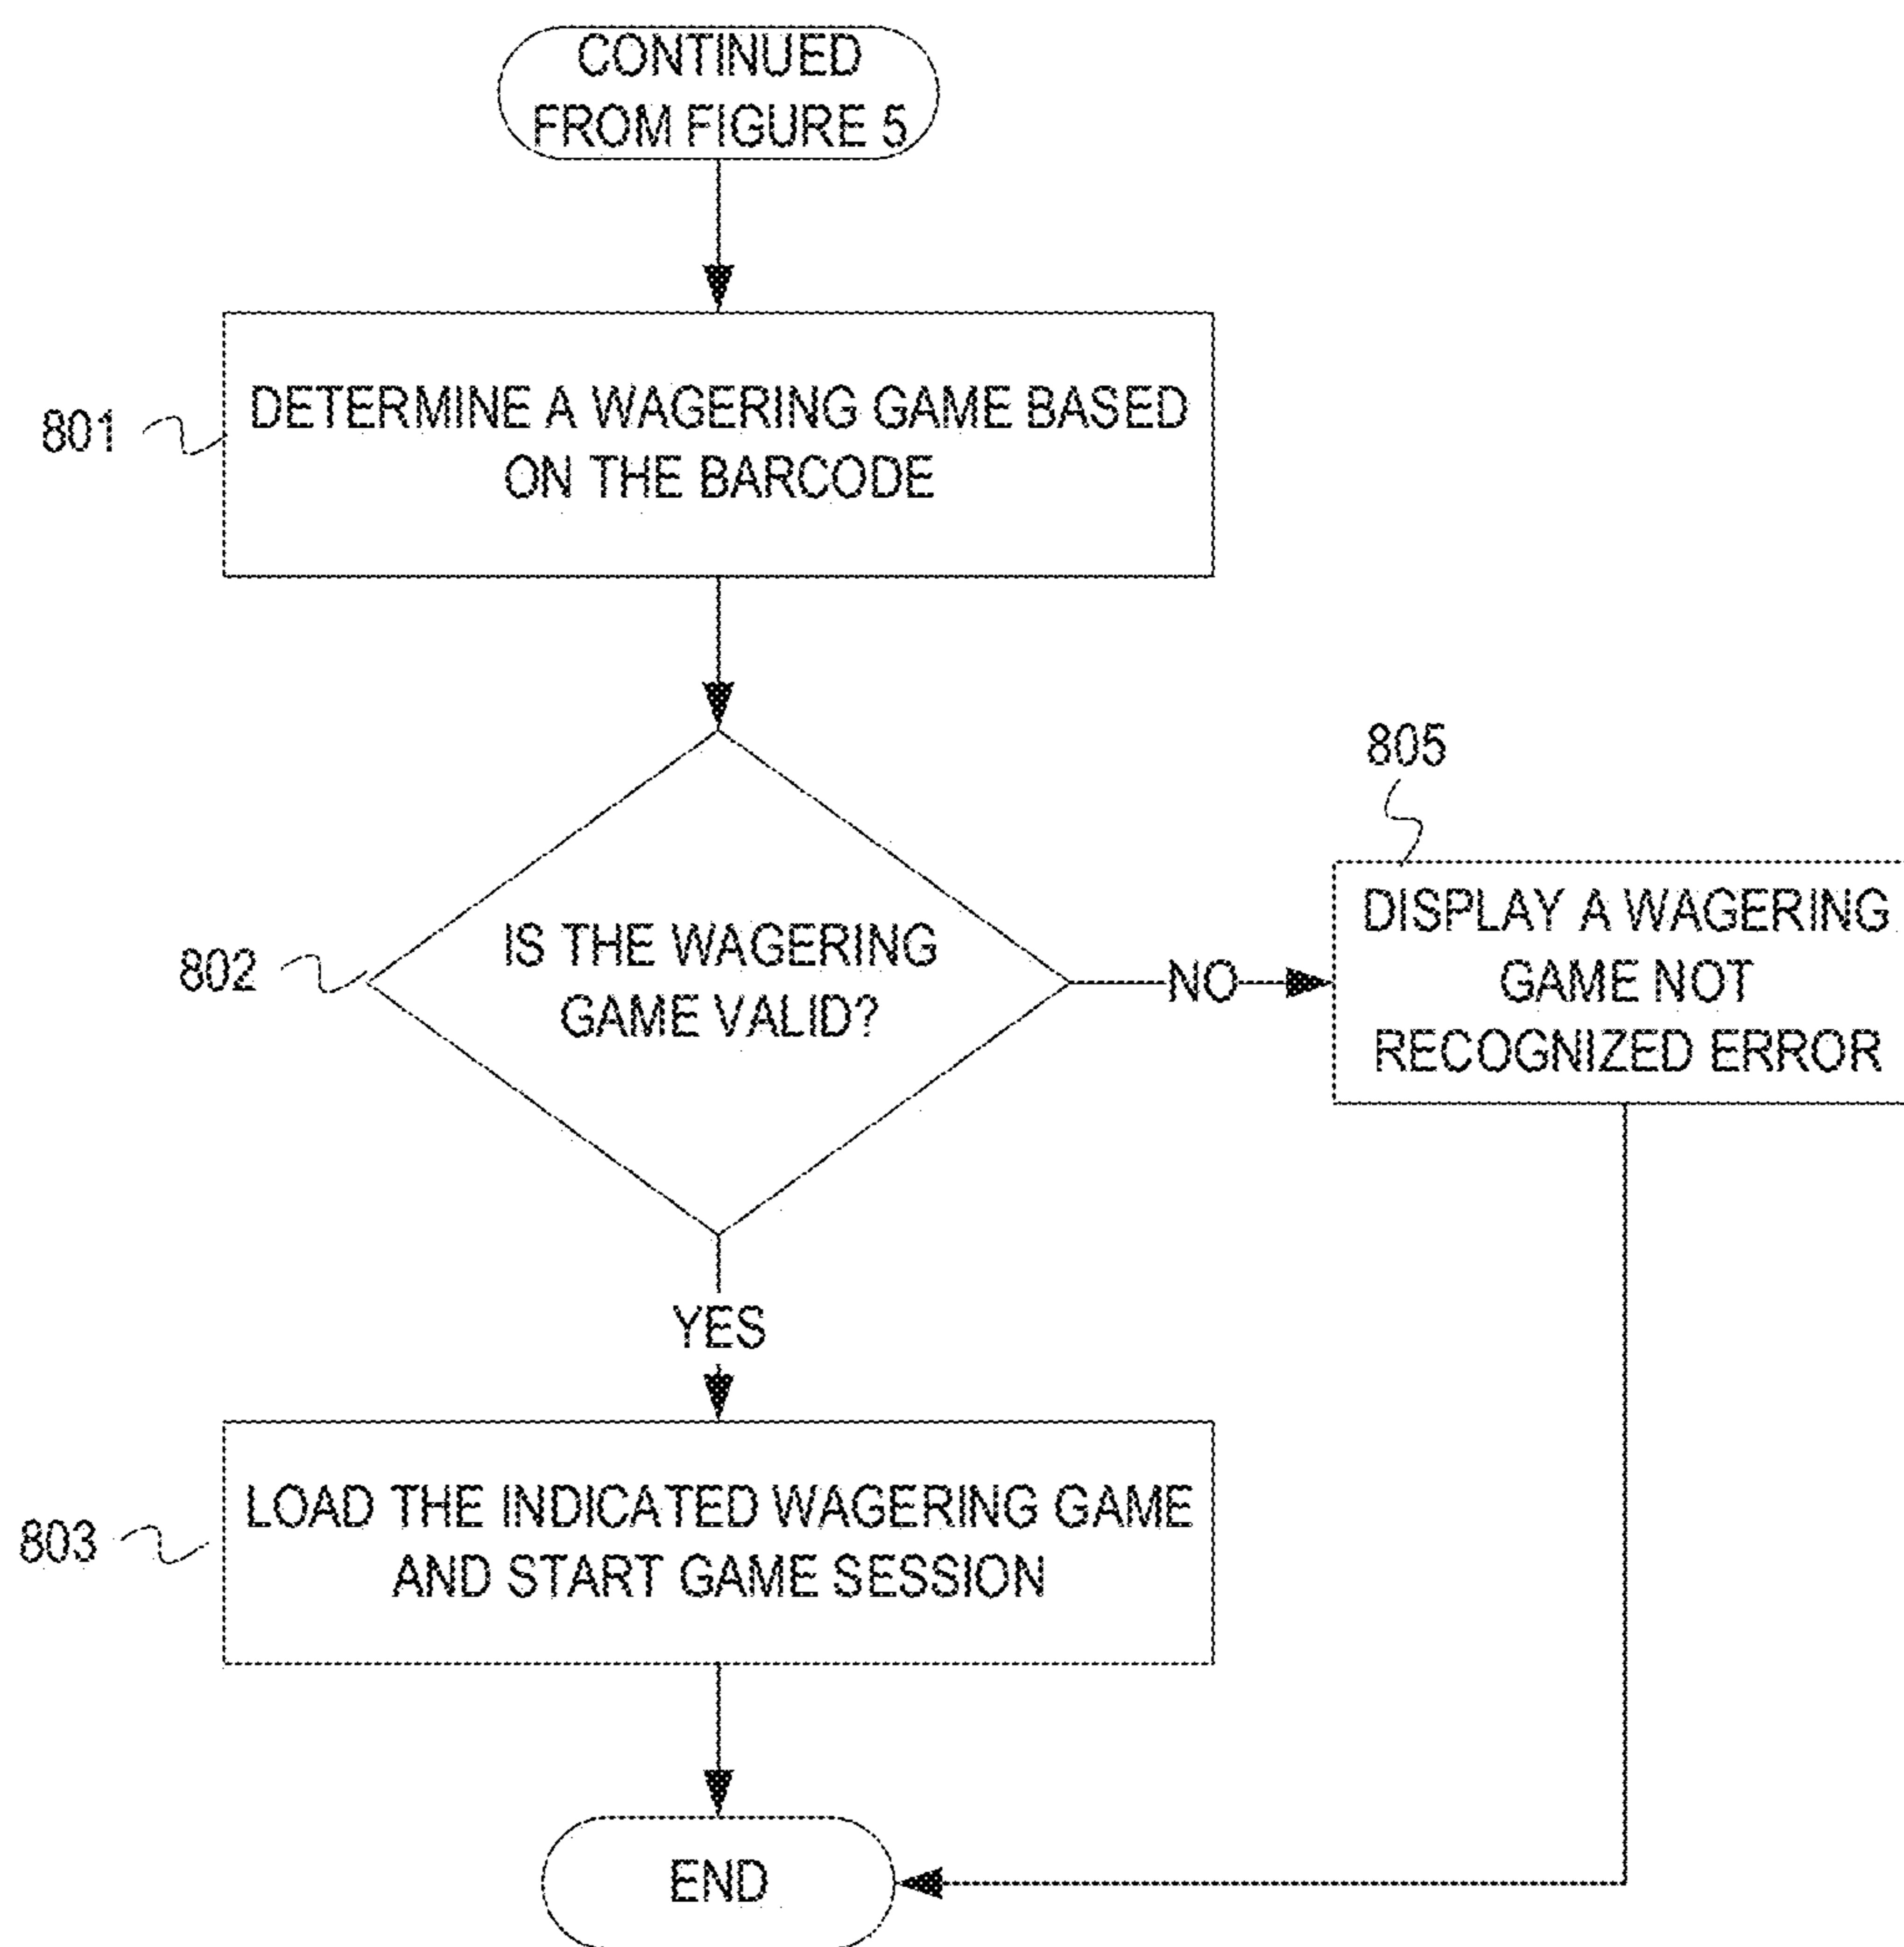 CONTINUED
FROM FIGURE 5
801
DETERMINE A WAGERING GAME BASED
ON THE BARCODE
802
IS THE WAGERING
GAME VALID?
NO
805
DISPLAY A WAGERING
GAME NOT
RECOGNIZED ERROR
YES
803
LOAD THE INDICATED WAGERING GAME
AND START GAME SESSION
END